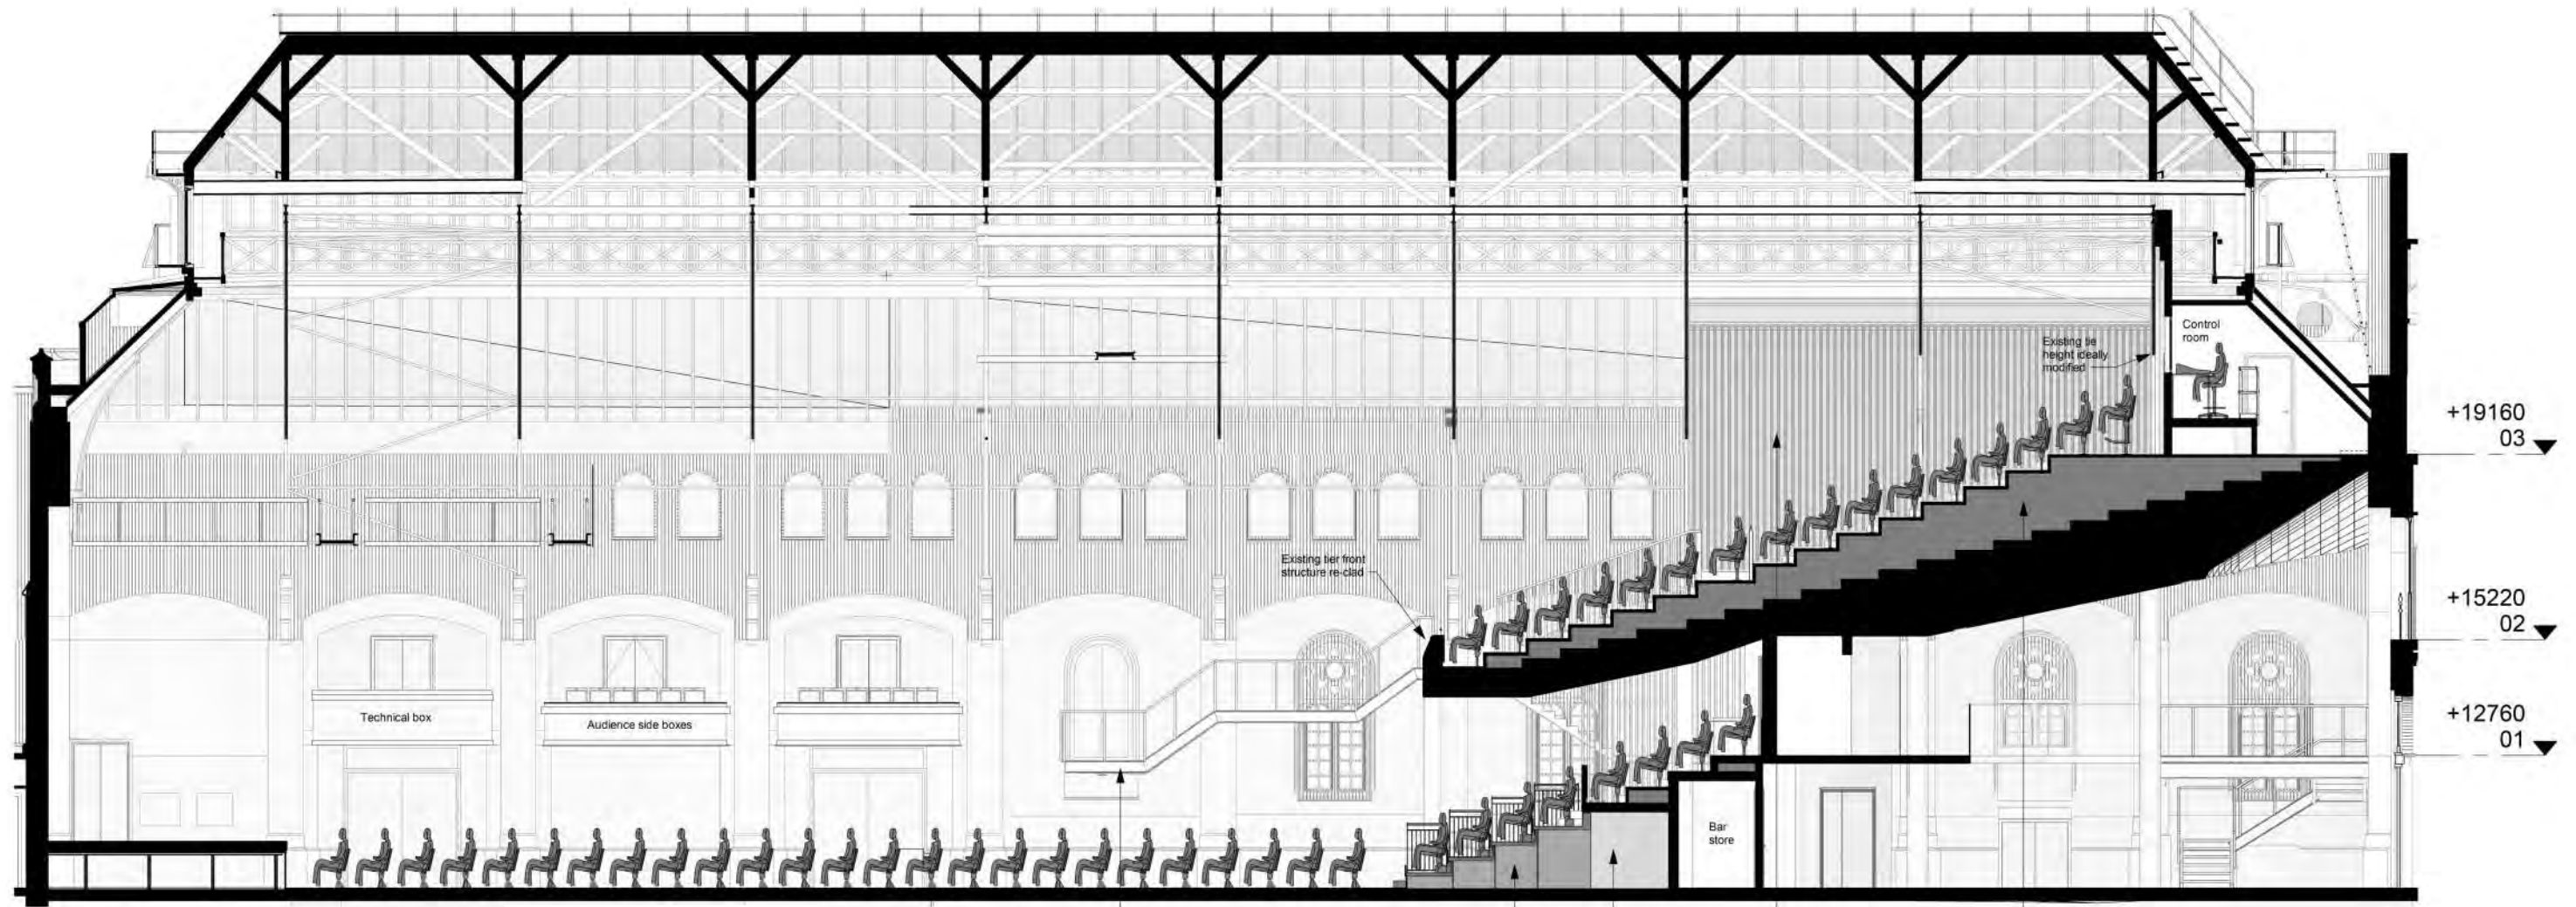 Control
room
Existing tie
height ideally
modified
+19160
03
Existing tier front
structure re-clad
+15220
02
Technical box
Audience side boxes
+12760
01
Bar
store